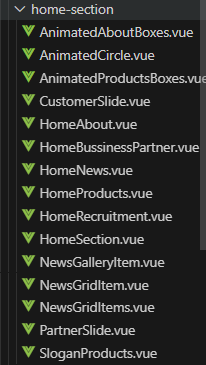 home-section
AnimatedAboutBoxes.vue
AnimatedCircle.vue
AnimatedProductsBoxes.vue
CustomerSlide.vue
HomeAbout.vue
HomeBussinessPartner.vue
HomeNews.vue
HomeProducts.vue
HomeRecruitment.vue
HomeSection.vue
NewsGalleryItem.vue
NewsGridItem.vue
NewsGridItems.vue
PartnerSlide.vue
SloganProducts.vue